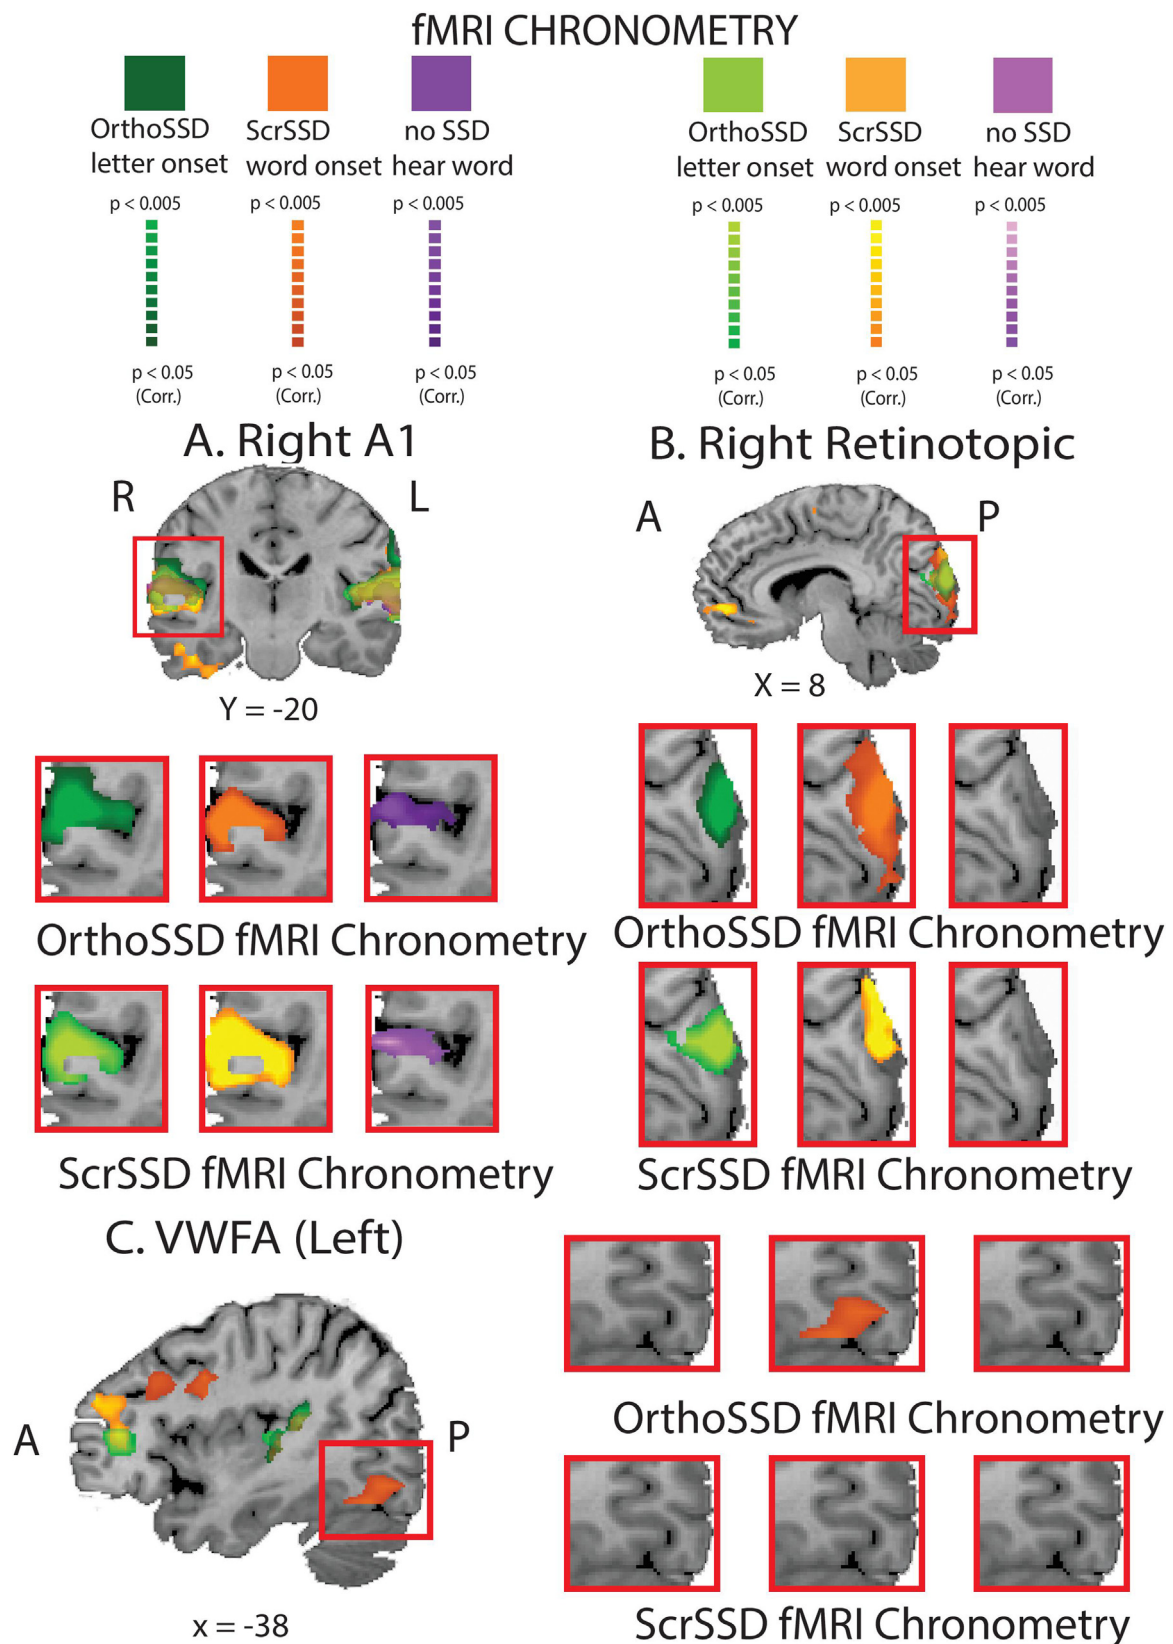 fMRI CHRONOMETRY
OrthoSSD
letter onset
ScrSSD
word onset
no SSD
hear word
OrthoSSD
letter onset
ScrSSD
word onset
no SSD
hear word
p < 0.005
p < 0.005
p < 0.005
p < 0.005
p < 0.005
p < 0.005
p < 0.05
(Corr.)
p < 0.05
(Corr.)
p < 0.05
(Corr.)
p < 0.05
(Corr.)
p < 0.05
(Corr.)
p < 0.05
(Corr.)
A. Right A1
R
L
Y = -20
OrthoSSD fMRI Chronometry
ScrSSD fMRI Chronometry
B. Right Retinotopic
A
P
X = 8
OrthoSSD fMRI Chronometry
ScrSSD fMRI Chronometry
C. VWFA (Left)
A
P
x = -38
OrthoSSD fMRI Chronometry
ScrSSD fMRI Chronometry